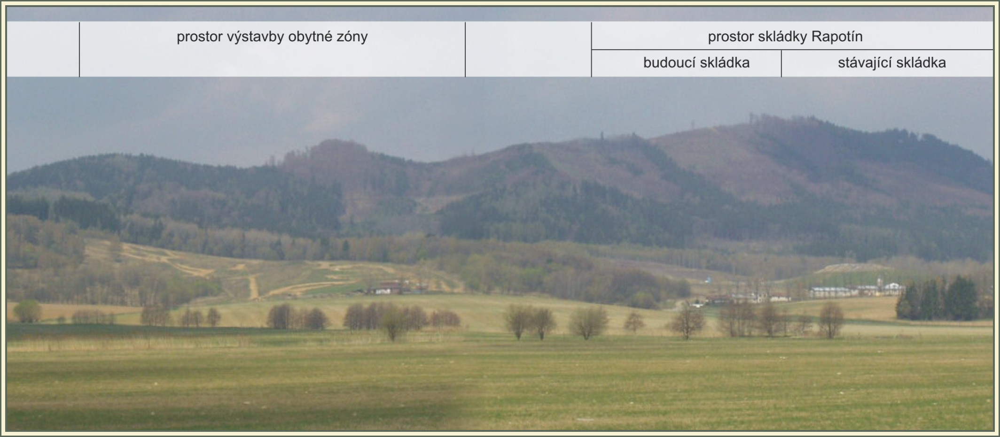 prostor výstavby obytné zóny
prostor skládky Rapotín
budoucí skládka
stávající skládka